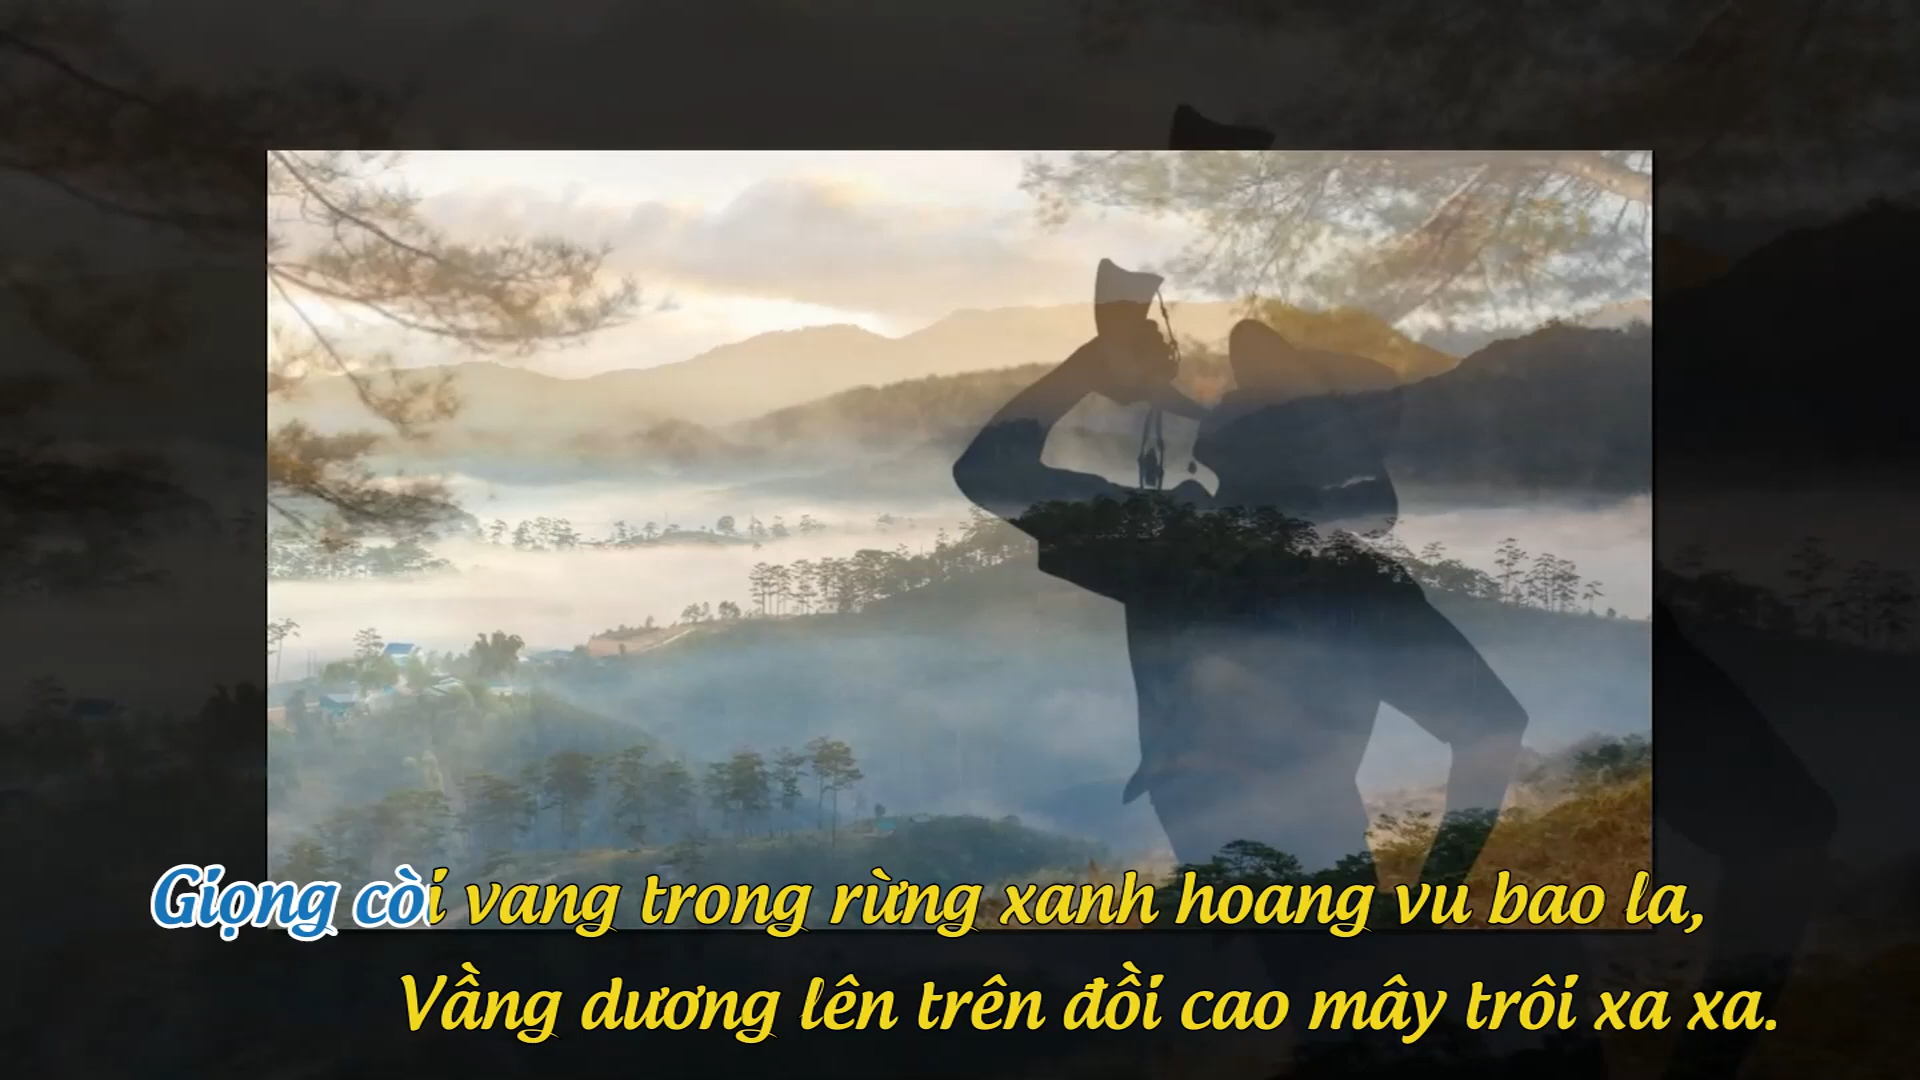 Giọng còi vang trong rừng xanh hoang vu bao la,
Vầng dương lên trên đồi cao mây trôi xa xa.